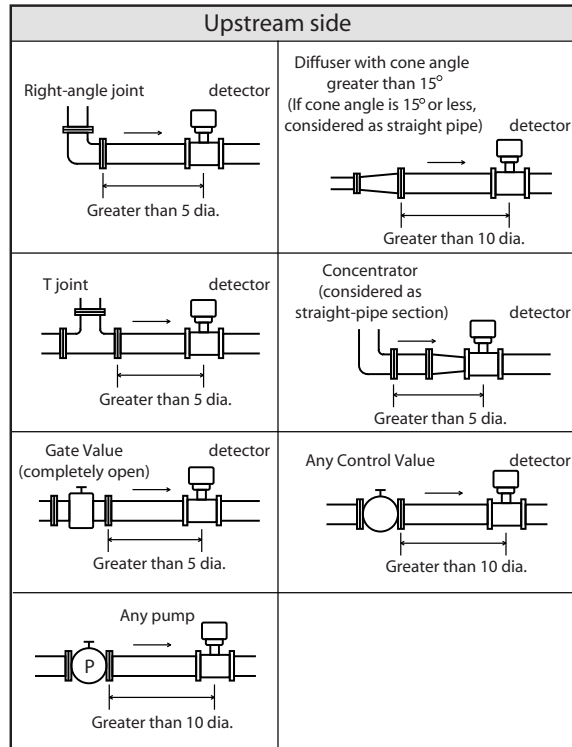 Upstream side
Right-angle joint
detector
Greater than 5 dia.
Diffuser with cone angle
greater than 15°
(If cone angle is 15° or less,
considered as straight pipe)
detector
Greater than 10 dia.
T joint
detector
Greater than 5 dia.
Concentrator
(considered as
straight-pipe section)
detector
Greater than 5 dia.
Gate Value
(completely open)
detector
Greater than 5 dia.
Any Control Value
detector
Greater than 10 dia.
Any pump
detector
P
Greater than 10 dia.